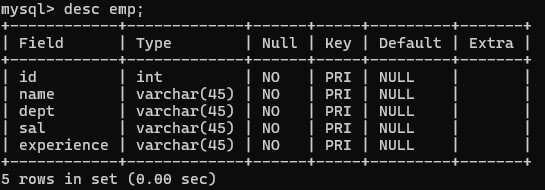 mysql> desc emp;
+------------+-------------+------+-----+---------+-------+
| Field      | Type        | Null | Key | Default | Extra |
+------------+-------------+------+-----+---------+-------+
| id         | int         | NO   | PRI | NULL    |       |
| name       | varchar(45) | NO   | PRI | NULL    |       |
| dept       | varchar(45) | NO   | PRI | NULL    |       |
| sal        | varchar(45) | NO   | PRI | NULL    |       |
| experience | varchar(45) | NO   | PRI | NULL    |       |
+------------+-------------+------+-----+---------+-------+
5 rows in set (0.00 sec)